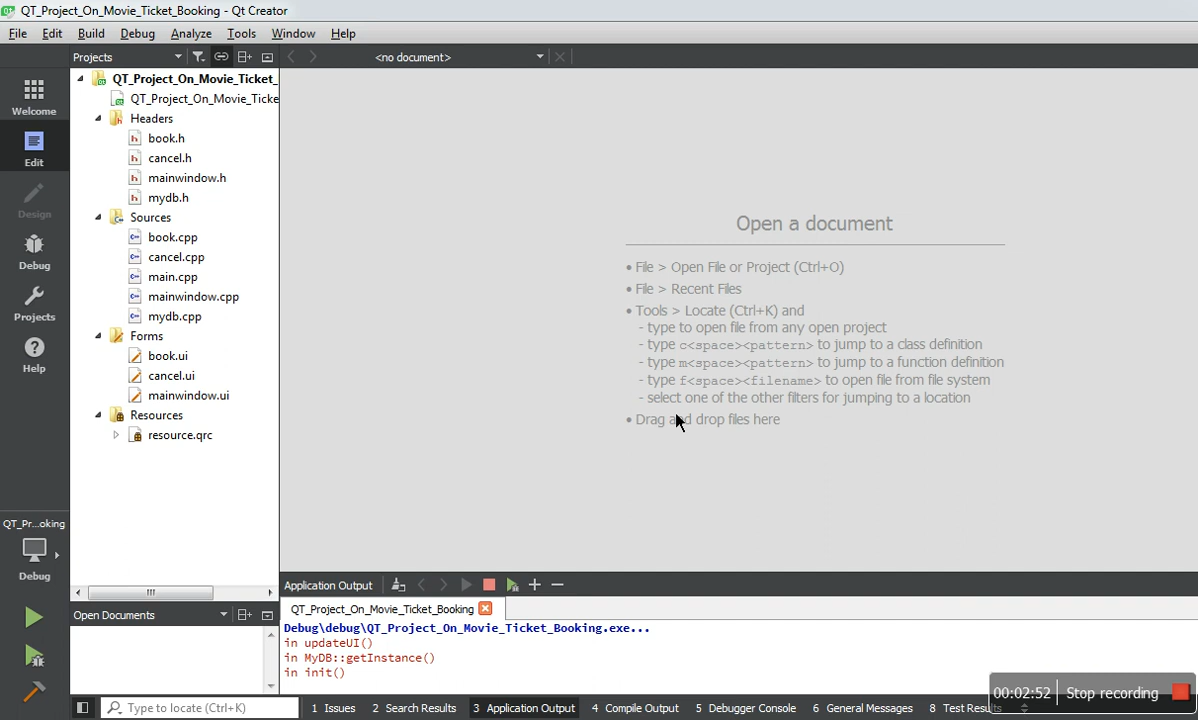 QT_Project_On_Movie_Ticket_Booking - Qt Creator
File Edit Build Debug Analyze Tools Window Help
Projects <no document>
Welcome
Edit
Design
Debug
Projects
Help
QT_Project_On_Movie_Ticket_
QT_Project_On_Movie_Ticke
Headers
book.h
cancel.h
mainwindow.h
mydb.h
Sources
book.cpp
cancel.cpp
main.cpp
mainwindow.cpp
mydb.cpp
Forms
book.ui
cancel.ui
mainwindow.ui
Resources
resource.qrc
Open a document
• File > Open File or Project (Ctrl+O)
• File > Recent Files
• Tools > Locate (Ctrl+K) and
- type to open file from any open project
- type c<space><pattern> to jump to a class definition
- type m<space><pattern> to jump to a function definition
- type f<space><filename> to open file from file system
- select one of the other filters for jumping to a location
• Drag and drop files here
QT_Pr...oking
Debug
Open Documents
Application Output
QT_Project_On_Movie_Ticket_Booking
Debug\debug\QT_Project_On_Movie_Ticket_Booking.exe...
in updateUI()
in MyDB::getInstance()
in init()
00:02:52 Stop recording
Type to locate (Ctrl+K) 1 Issues 2 Search Results 3 Application Output 4 Compile Output 5 Debugger Console 6 General Messages 8 Test Results